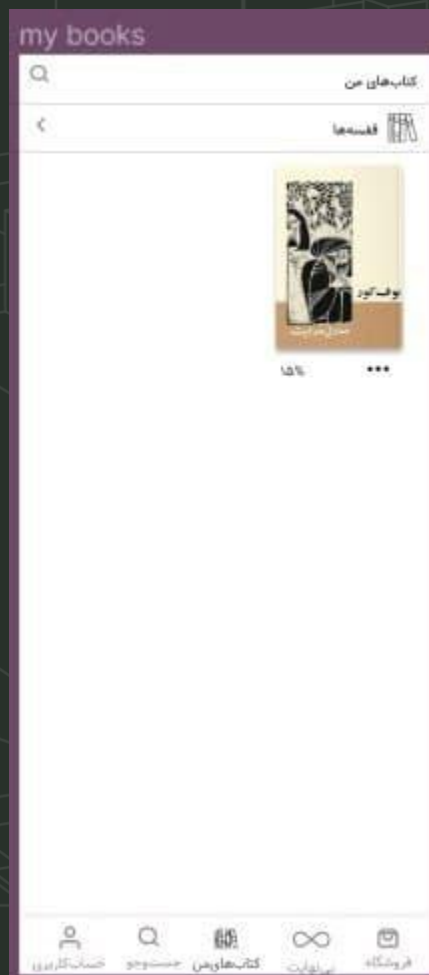 my books
کتاب‌های من
قفسه‌ها
بوف کور
صادق هدایت
۱۵%
فروشگاه
بی‌نهایت
کتاب‌های‌من
جست‌وجو
حساب‌کاربری